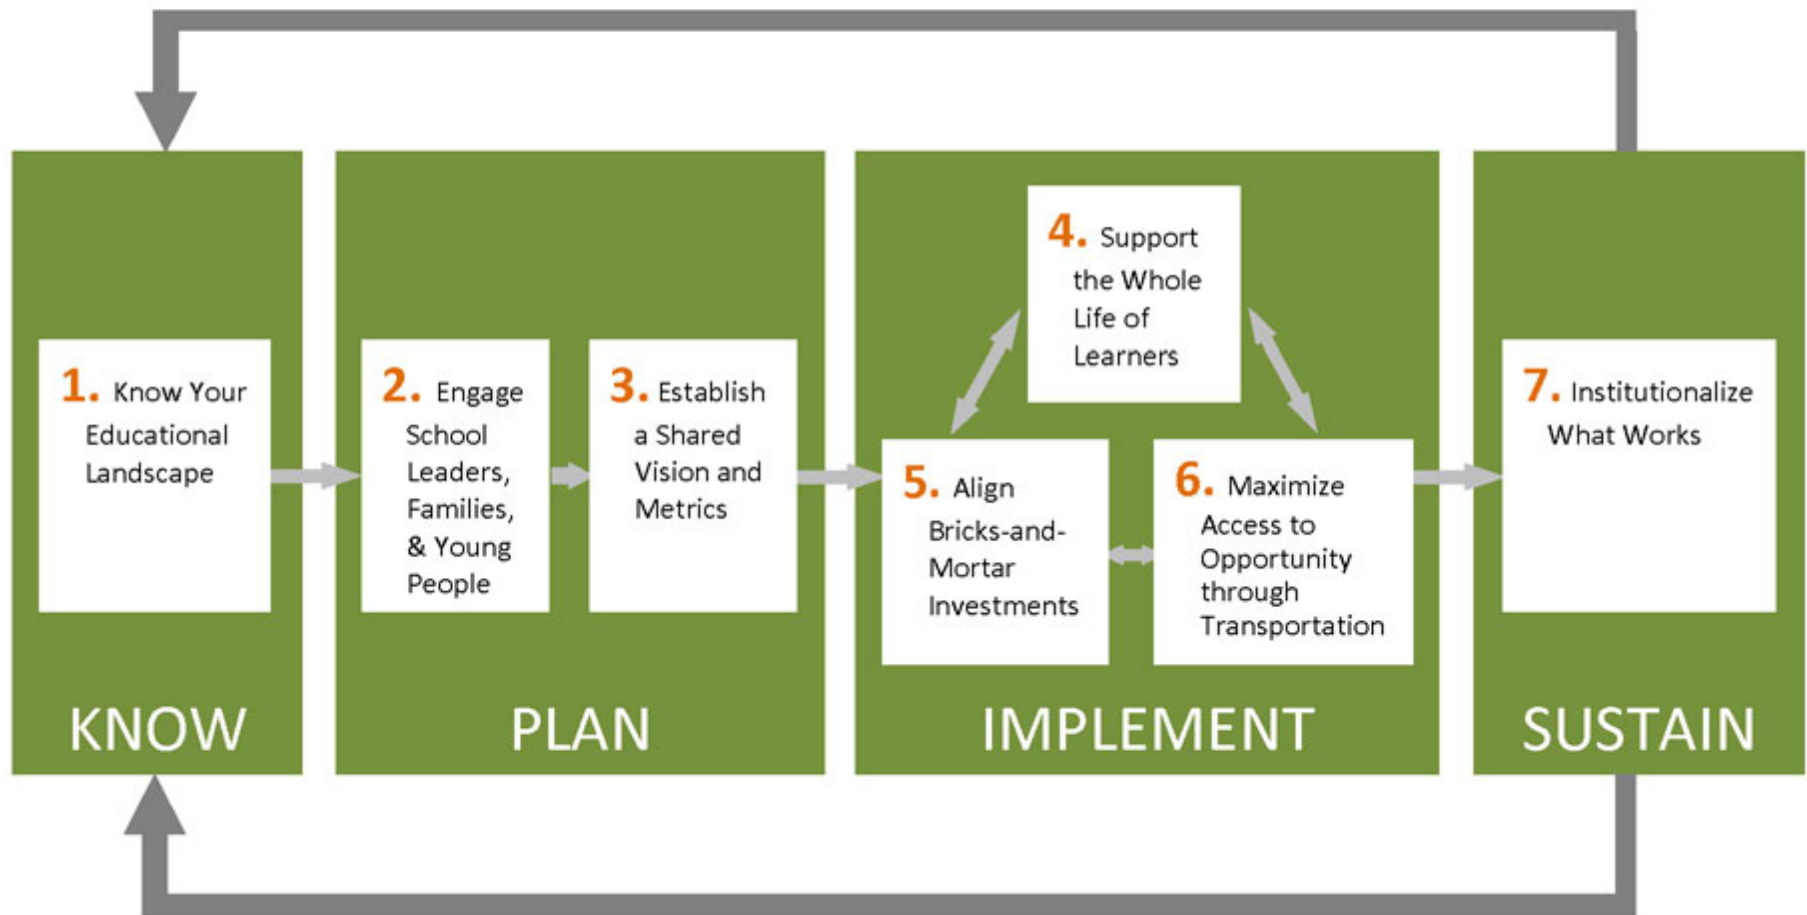 1. Know Your
Educational
Landscape
KNOW
2. Engage
School
Leaders,
Families,
& Young
People
3. Establish
a Shared
Vision and
Metrics
PLAN
4. Support
the Whole
Life of
Learners
5. Align
Bricks-and-
Mortar
Investments
6. Maximize
Access to
Opportunity
through
Transportation
IMPLEMENT
7. Institutionalize
What Works
SUSTAIN